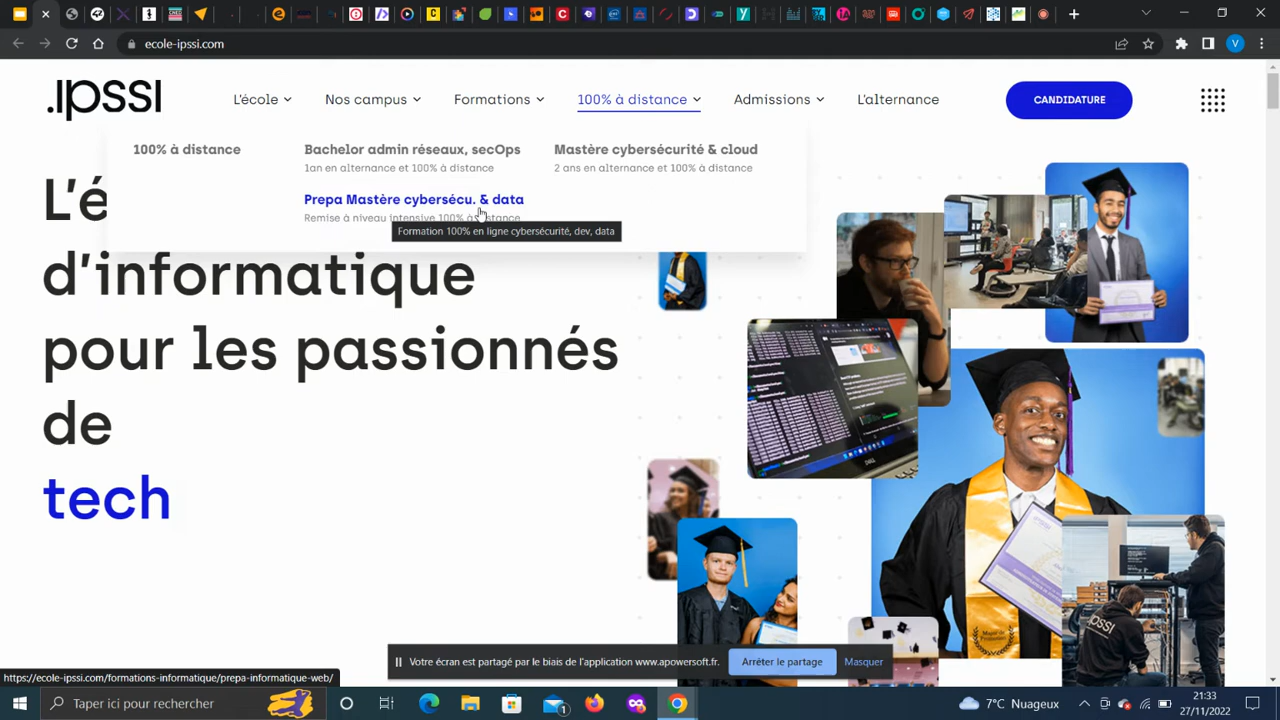 ecole-ipssi.com
V
.IPSSI
L'école
Nos campus
Formations
100% à distance
Admissions
L'alternance
CANDIDATURE
100% à distance
Bachelor admin réseaux, secOps
1an en alternance et 100% à distance
Mastère cybersécurité & cloud
2 ans en alternance et 100% à distance
Prepa Mastère cybersécu. & data
Remise à niveau intensive 100% à distance
Formation 100% en ligne cybersécurité, dev, data
L'é
d'informatique
pour les passionnés
de
tech
IPSSI
Votre écran est partagé par le biais de l'application www.apowersoft.fr.
Arrêter le partage
Masquer
https://ecole-ipssi.com/formations-informatique/prepa-informatique-web/
Taper ici pour rechercher
1
7°C Nuageux
21:33
27/11/2022